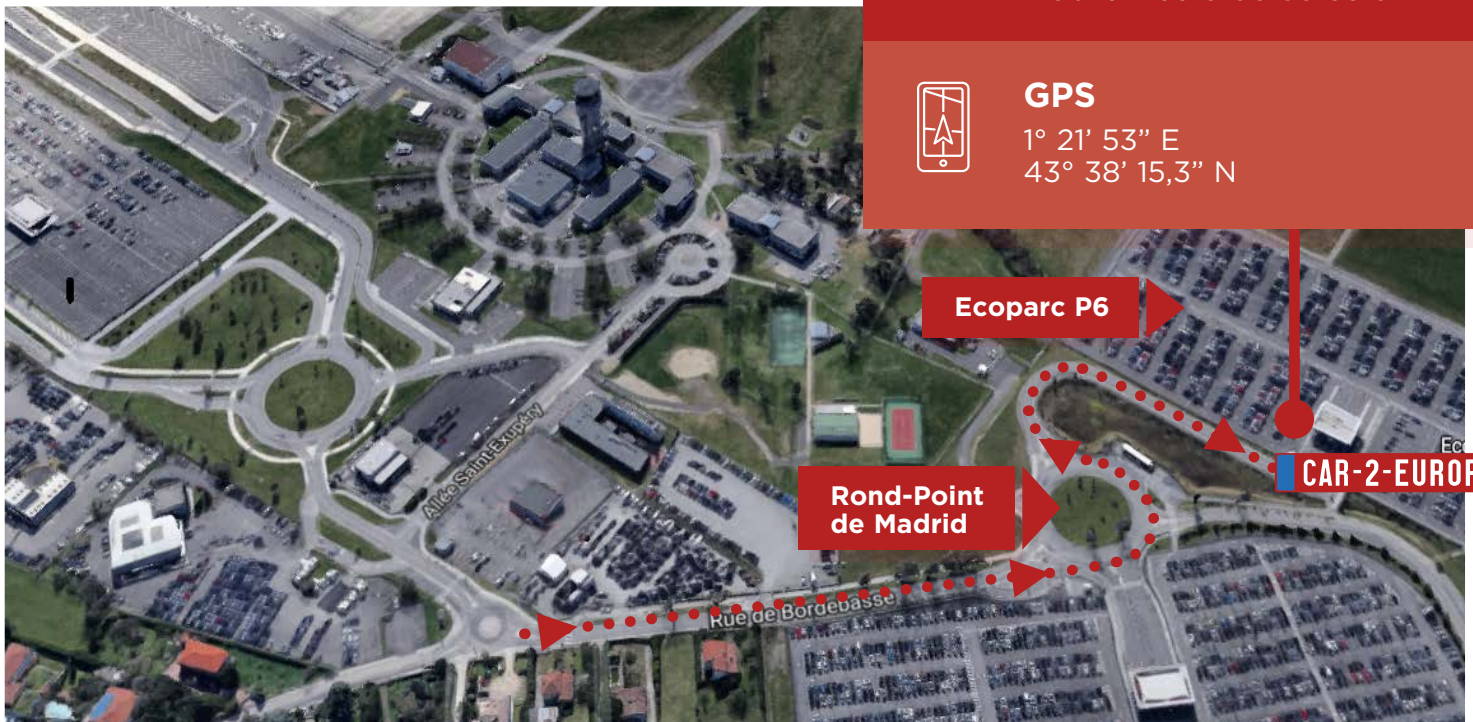 GPS
1° 21’ 53” E
43° 38’ 15,3” N
Ecoparc P6
Allée Saint-Exupéry
Eco
CAR-2-EUROP
Rond-Point
de Madrid
Rue de Bordebasse